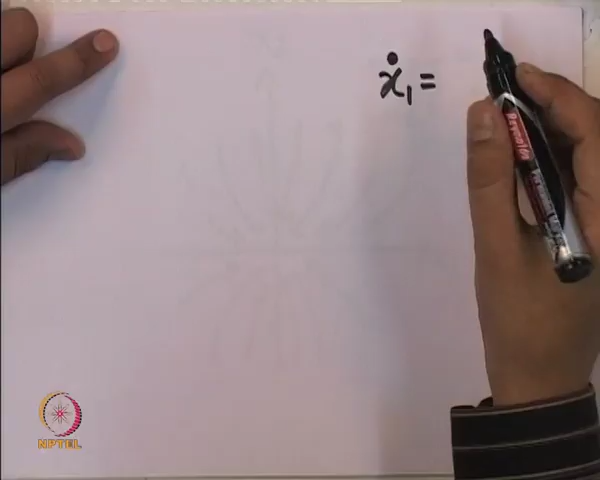 ẋ₁ =
NPTEL